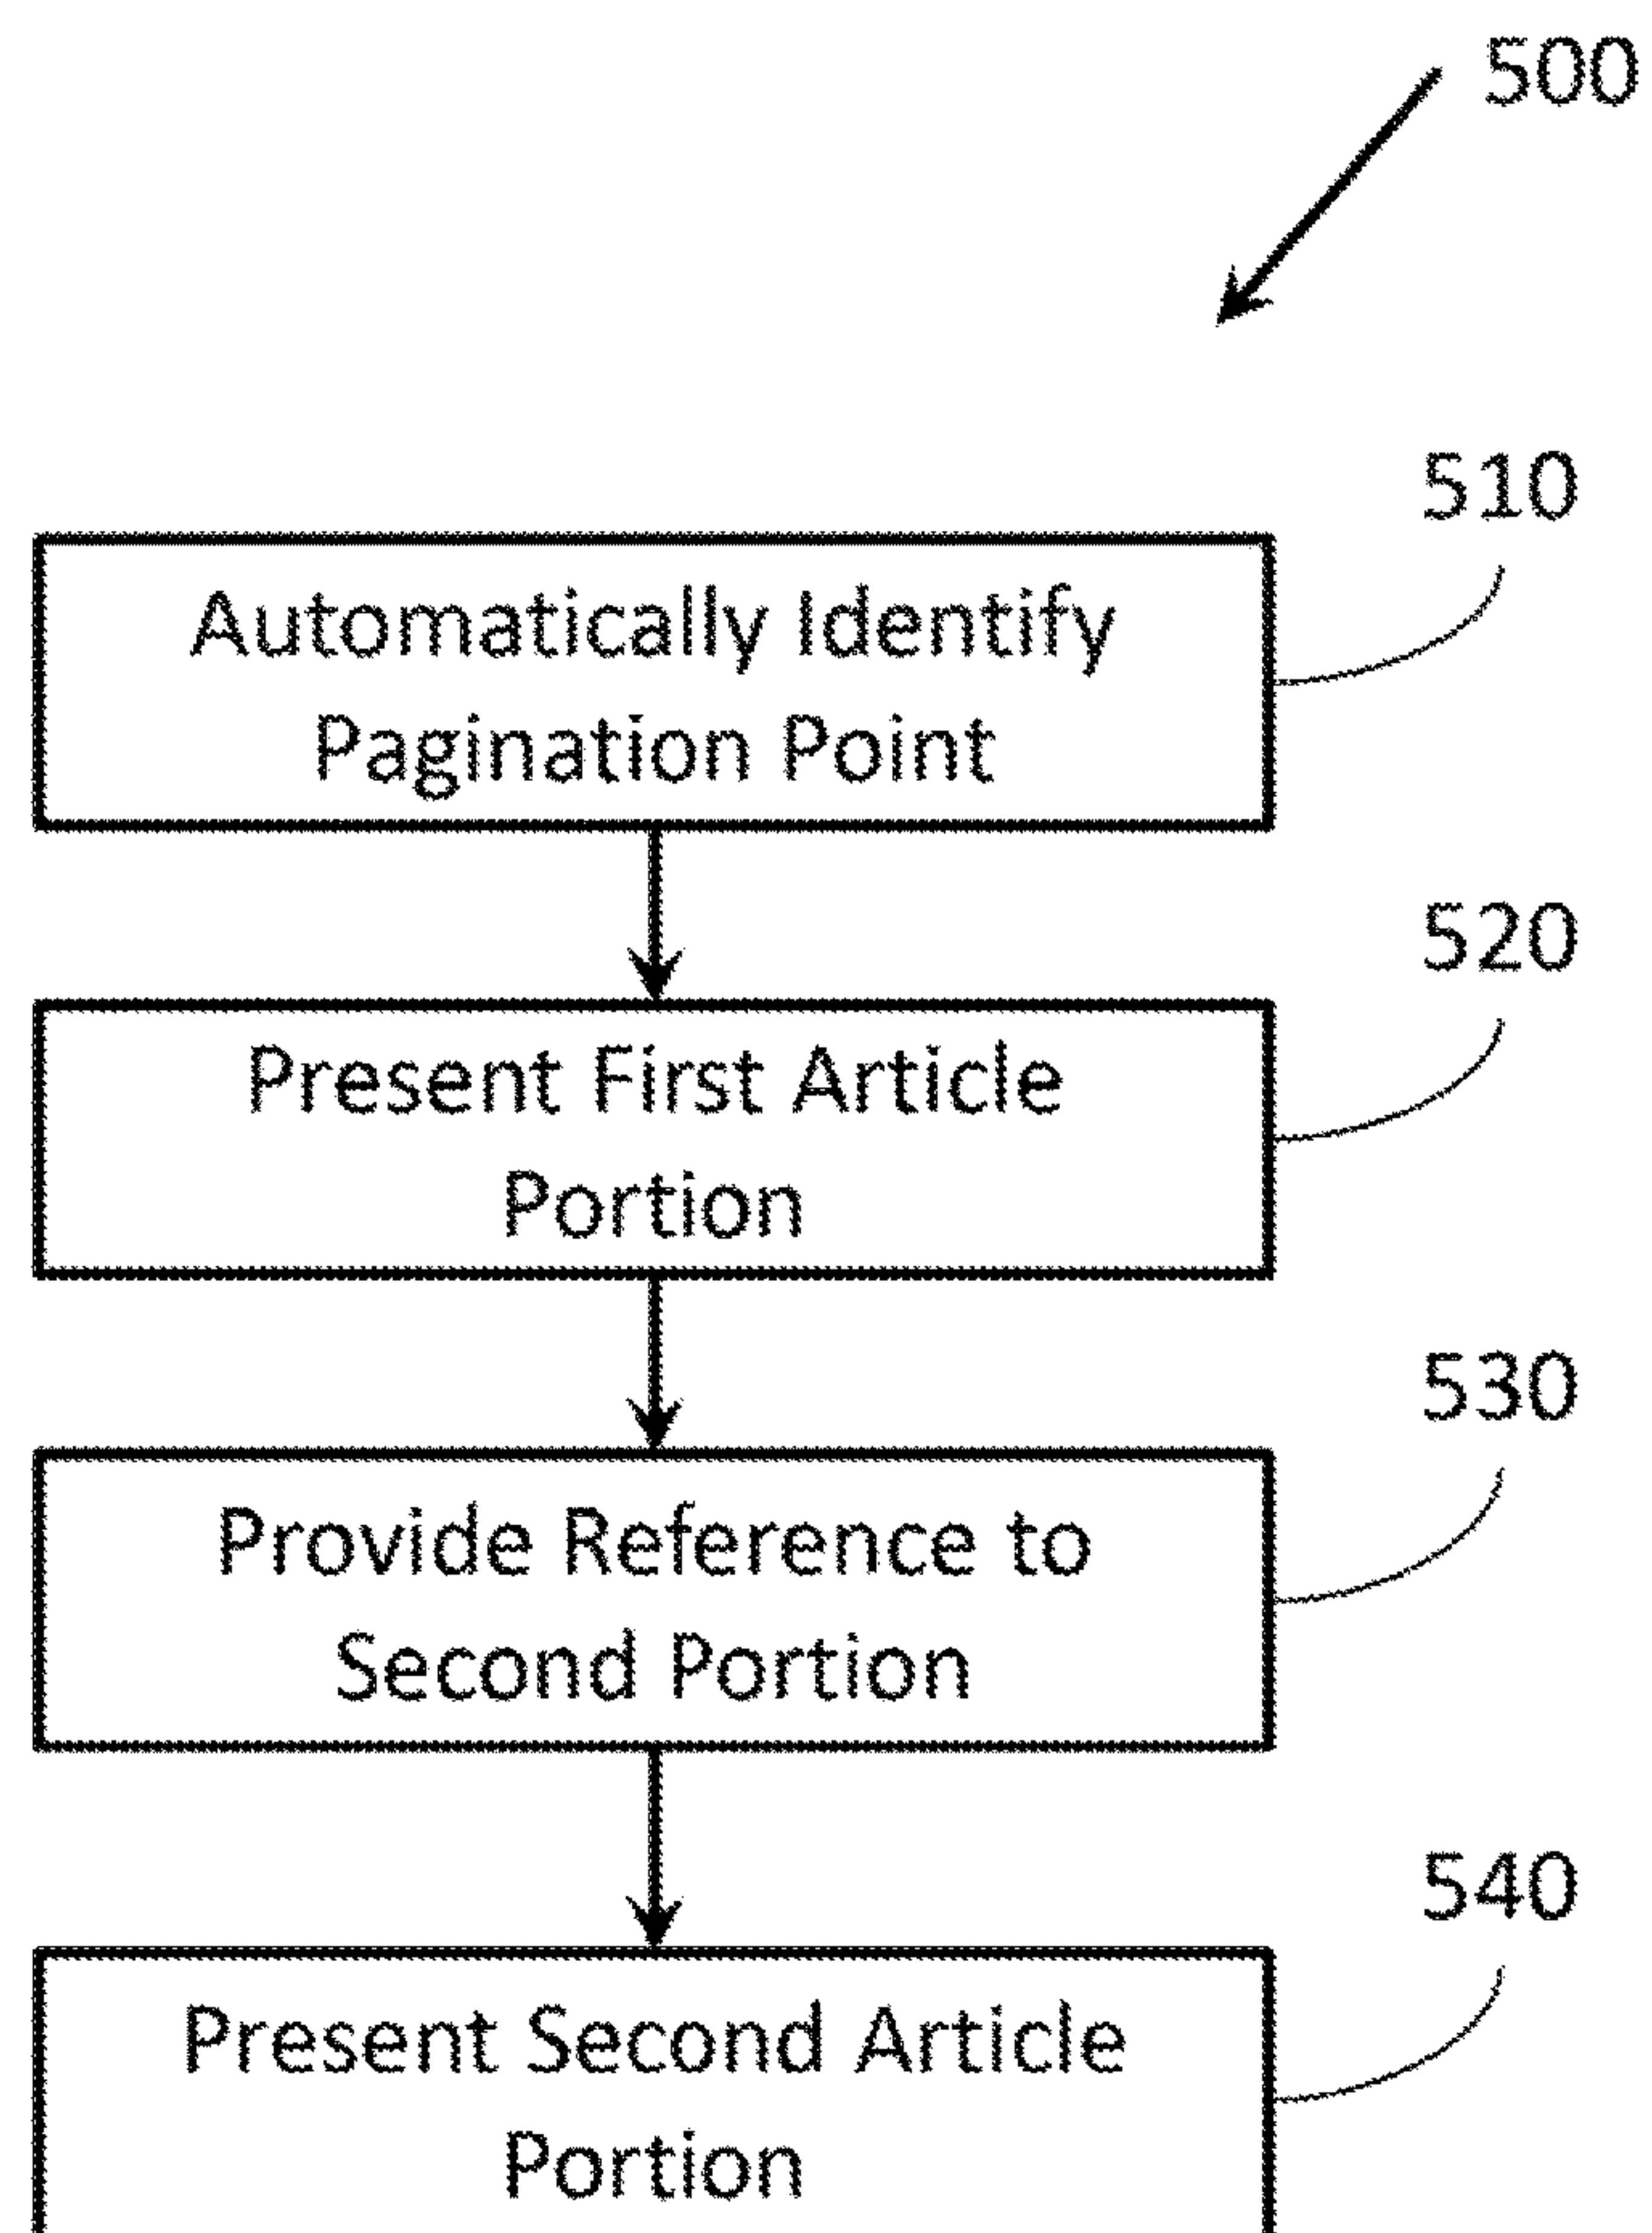 500
510
Automatically Identify
Pagination Point
520
Present First Article
Portion
530
Provide Reference to
Second Portion
540
Present Second Article
Portion